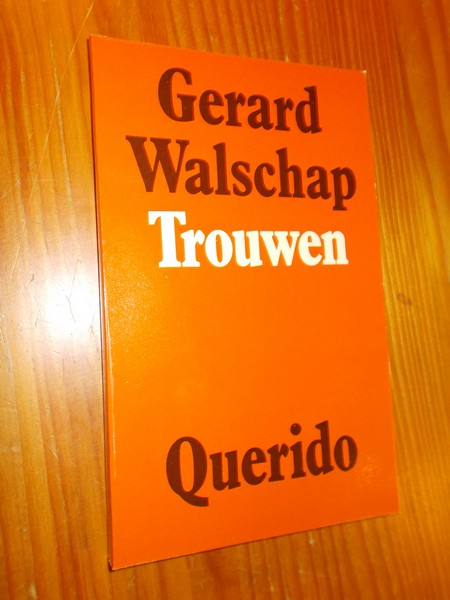 Gerard
Walschap
Trouwen
Querido